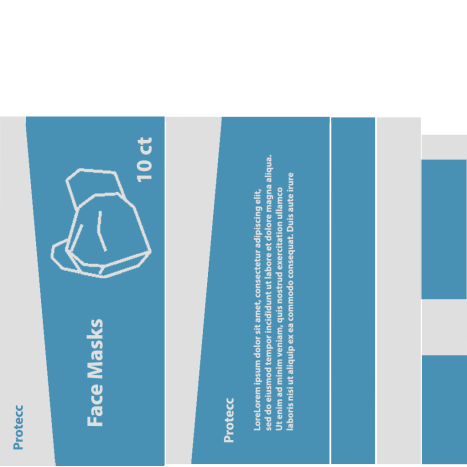 Protecc
Face Masks
10 ct
Protecc
LoreLorem ipsum dolor sit amet, consectetur adipiscing elit,
sed do eiusmod tempor incididunt ut labore et dolore magna aliqua.
Ut enim ad minim veniam, quis nostrud exercitation ullamco
laboris nisi ut aliquip ex ea commodo consequat. Duis aute irure